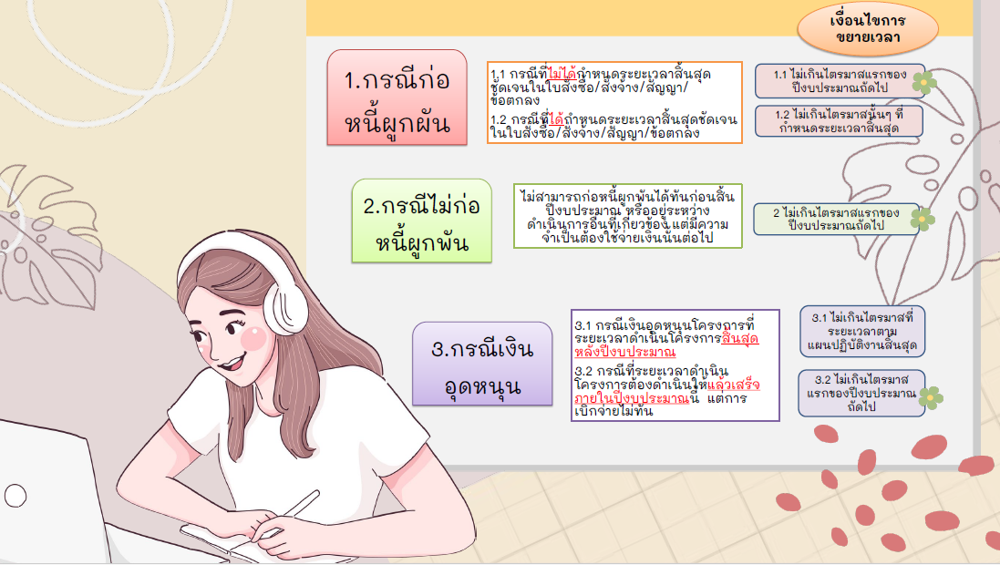 เงื่อนไขการ
ขยายเวลา
1.กรณีก่อ
หนี้ผูกผัน
1.1 กรณีที่ไม่ได้กำหนดระยะเวลาสิ้นสุด
ชัดเจนในใบสั่งซื้อ/สั่งจ้าง/สัญญา/
ข้อตกลง
1.2 กรณีที่ได้กำหนดระยะเวลาสิ้นสุดชัดเจน
ในใบสั่งซื้อ/สั่งจ้าง/สัญญา/ข้อตกลง
1.1 ไม่เกินไตรมาสแรกของ
ปีงบประมาณถัดไป
1.2 ไม่เกินไตรมาสนั้นๆ ที่
กำหนดระยะเวลาสิ้นสุด
2.กรณีไม่ก่อ
หนี้ผูกพัน
ไม่สามารถก่อหนี้ผูกพันได้ทันก่อนสิ้น
ปีงบประมาณ หรืออยู่ระหว่าง
ดำเนินการอื่นที่เกี่ยวข้อง แต่มีความ
จำเป็นต้องใช้จ่ายเงินนั้นต่อไป
2 ไม่เกินไตรมาสแรกของ
ปีงบประมาณถัดไป
3.กรณีเงิน
อุดหนุน
3.1 กรณีเงินอุดหนุนโครงการที่
ระยะเวลาดำเนินโครงการสิ้นสุด
หลังปีงบประมาณ
3.2 กรณีที่ระยะเวลาดำเนิน
โครงการต้องดำเนินให้แล้วเสร็จ
ภายในปีงบประมาณนี้ แต่การ
เบิกจ่ายไม่ทัน
3.1 ไม่เกินไตรมาสที่
ระยะเวลาตาม
แผนปฏิบัติงานสิ้นสุด
3.2 ไม่เกินไตรมาส
แรกของปีงบประมาณ
ถัดไป